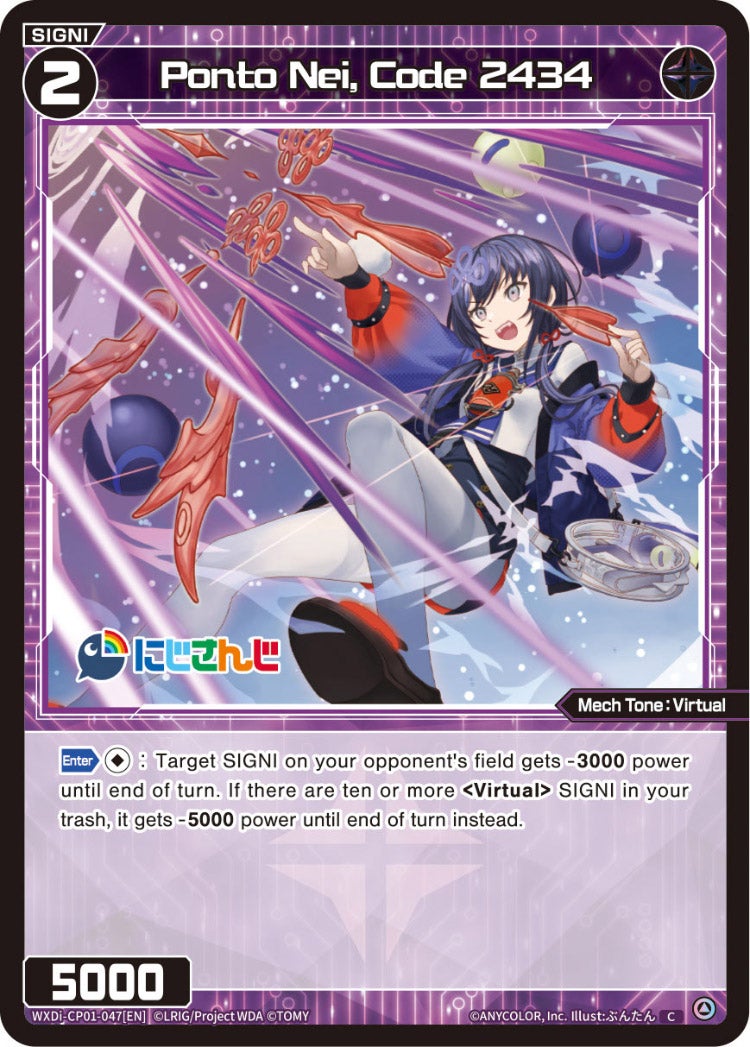 SIGNI
2
Ponto Nei, Code 2434
にじさんじ
Mech Tone:Virtual
Enter : Target SIGNI on your opponent's field gets -3000 power
until end of turn. If there are ten or more <Virtual> SIGNI in your
trash, it gets -5000 power until end of turn instead.
5000
WXDi-CP01-047[EN] ©LRIG/Project WDA ©TOMY
©ANYCOLOR, Inc. Illust:ぶんたん C